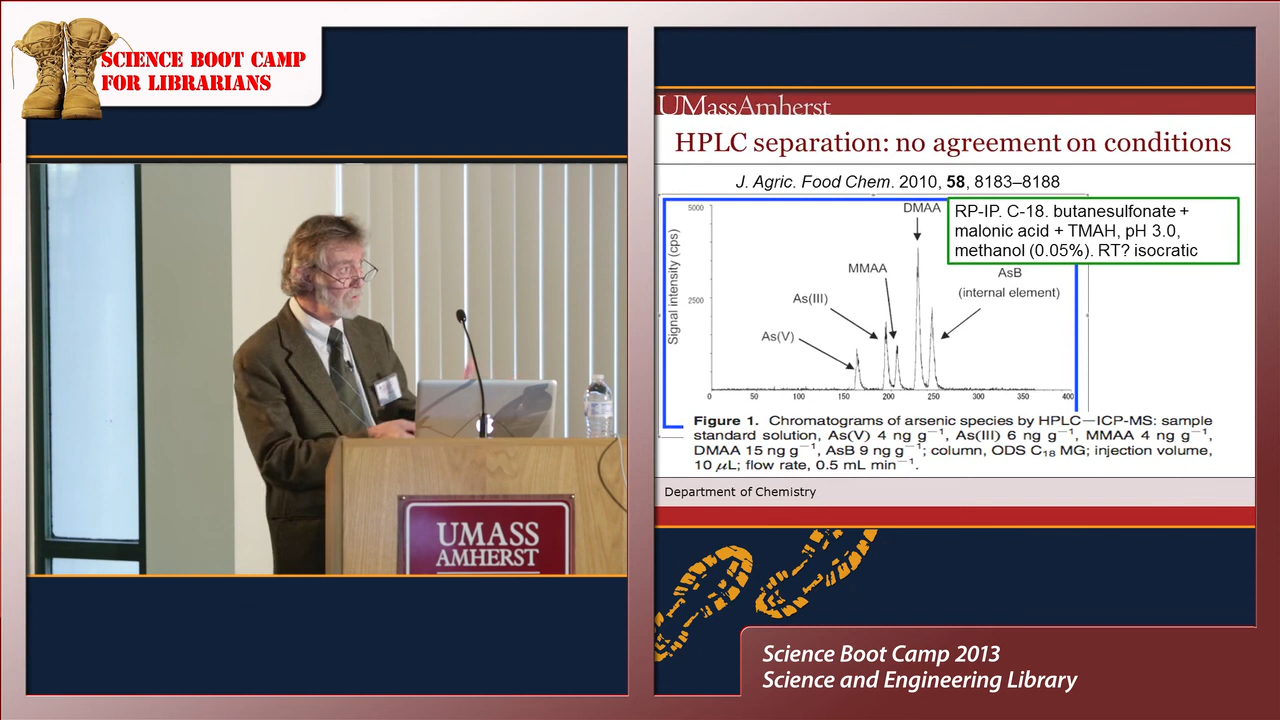 SCIENCE BOOT CAMP
FOR LIBRARIANS
UMASS
AMHERST
UMassAmherst
HPLC separation: no agreement on conditions
J. Agric. Food Chem. 2010, 58, 8183–8188
RP-IP. C-18. butanesulfonate +
malonic acid + TMAH, pH 3.0,
methanol (0.05%). RT? isocratic
5000
2500
Signal intensity (cps)
DMAA
MMAA
As(III)
As(V)
AsB
(internal element)
0 50 100 150 200 250 300 350 400
Figure 1. Chromatograms of arsenic species by HPLC—ICP-MS: sample
standard solution, As(V) 4 ng g⁻¹, As(III) 6 ng g⁻¹, MMAA 4 ng g⁻¹,
DMAA 15 ng g⁻¹, AsB 9 ng g⁻¹; column, ODS C₁₈ MG; injection volume,
10 μL; flow rate, 0.5 mL min⁻¹.
Department of Chemistry
Science Boot Camp 2013
Science and Engineering Library